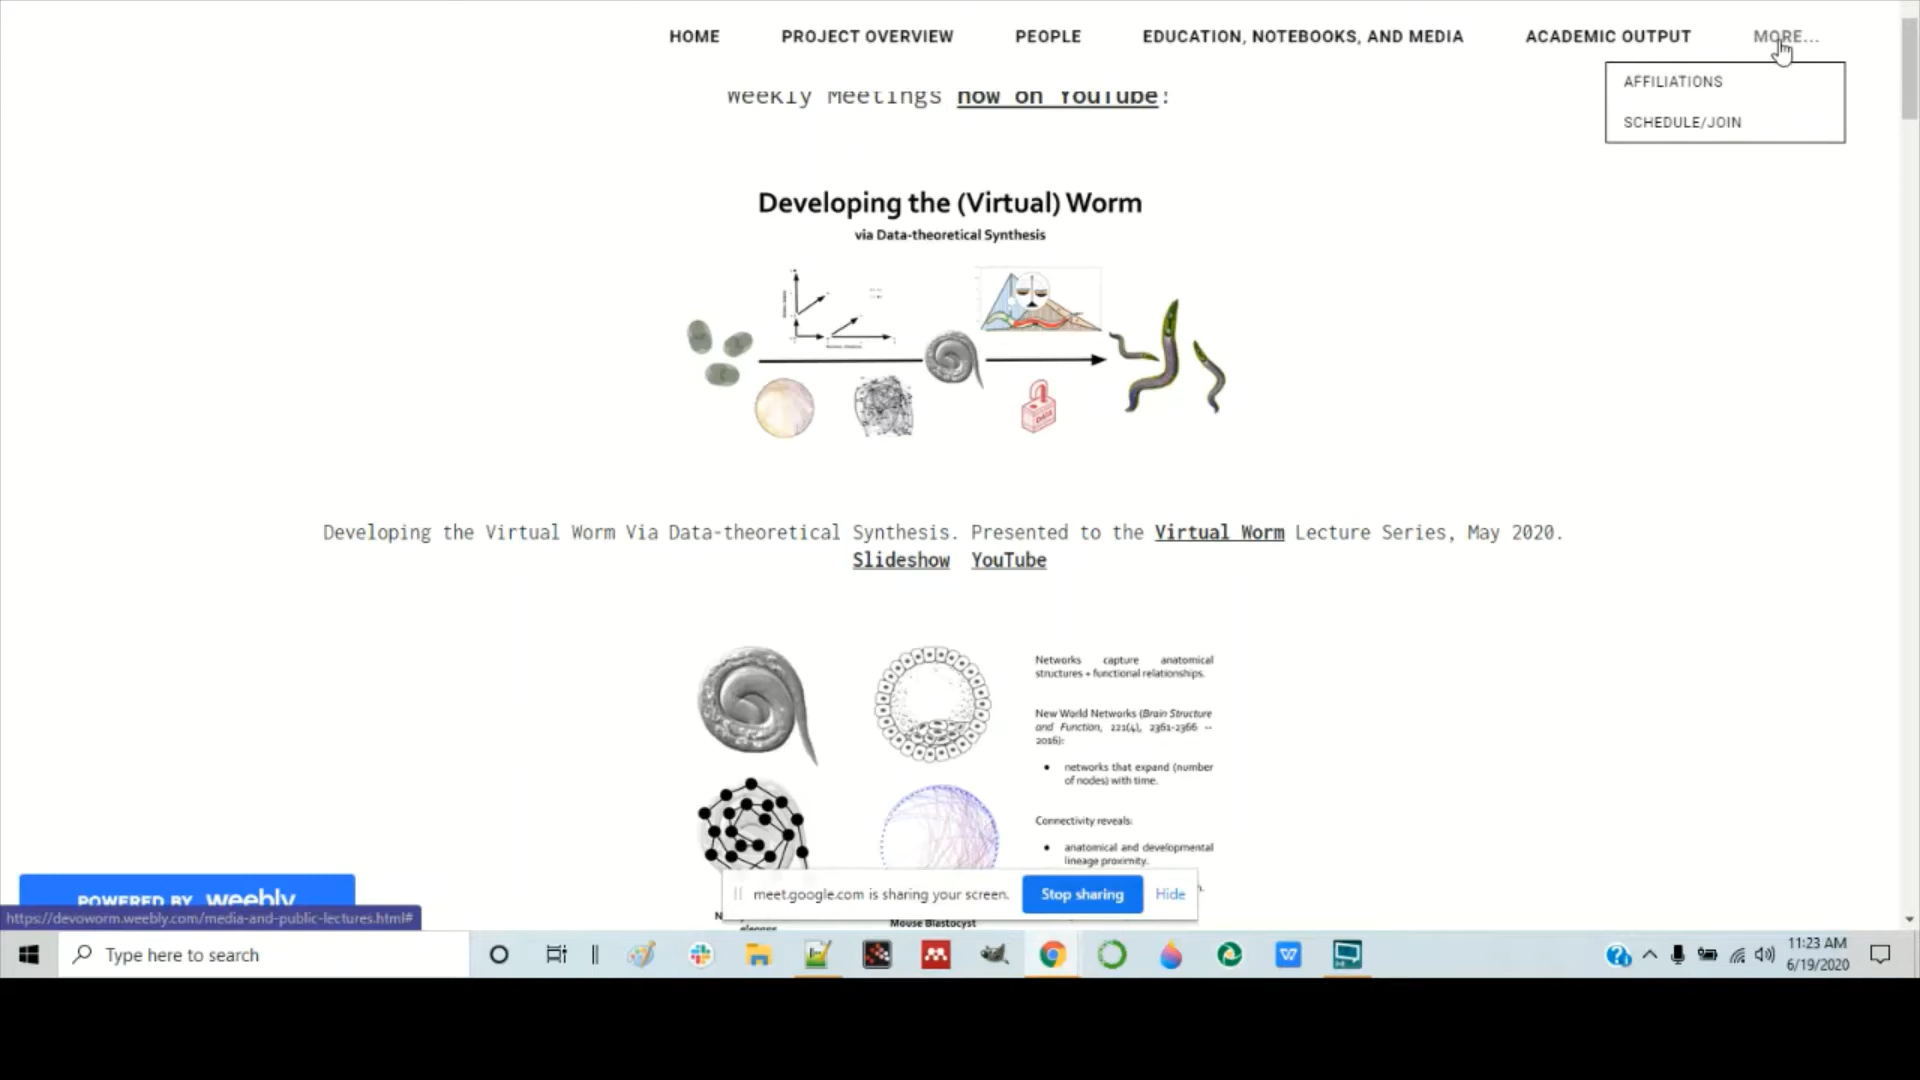 HOME PROJECT OVERVIEW PEOPLE EDUCATION, NOTEBOOKS, AND MEDIA ACADEMIC OUTPUT MORE...
AFFILIATIONS
SCHEDULE/JOIN
Weekly Meetings now on YouTube!
Developing the (Virtual) Worm
via Data-theoretical Synthesis
DATA
Developing the Virtual Worm Via Data-theoretical Synthesis. Presented to the Virtual Worm Lecture Series, May 2020.
Slideshow YouTube
Networks capture anatomical
structures + functional relationships.
New World Networks (Brain Structure
and Function, 221(4), 2361-2366 --
2016):
• networks that expand (number
of nodes) with time.
Connectivity reveals:
• anatomical and developmental
lineage proximity.
Mouse Blastocyst
meet.google.com is sharing your screen. Stop sharing Hide
POWERED BY weebly
https://devoworm.weebly.com/media-and-public-lectures.html#
Type here to search
11:23 AM
6/19/2020